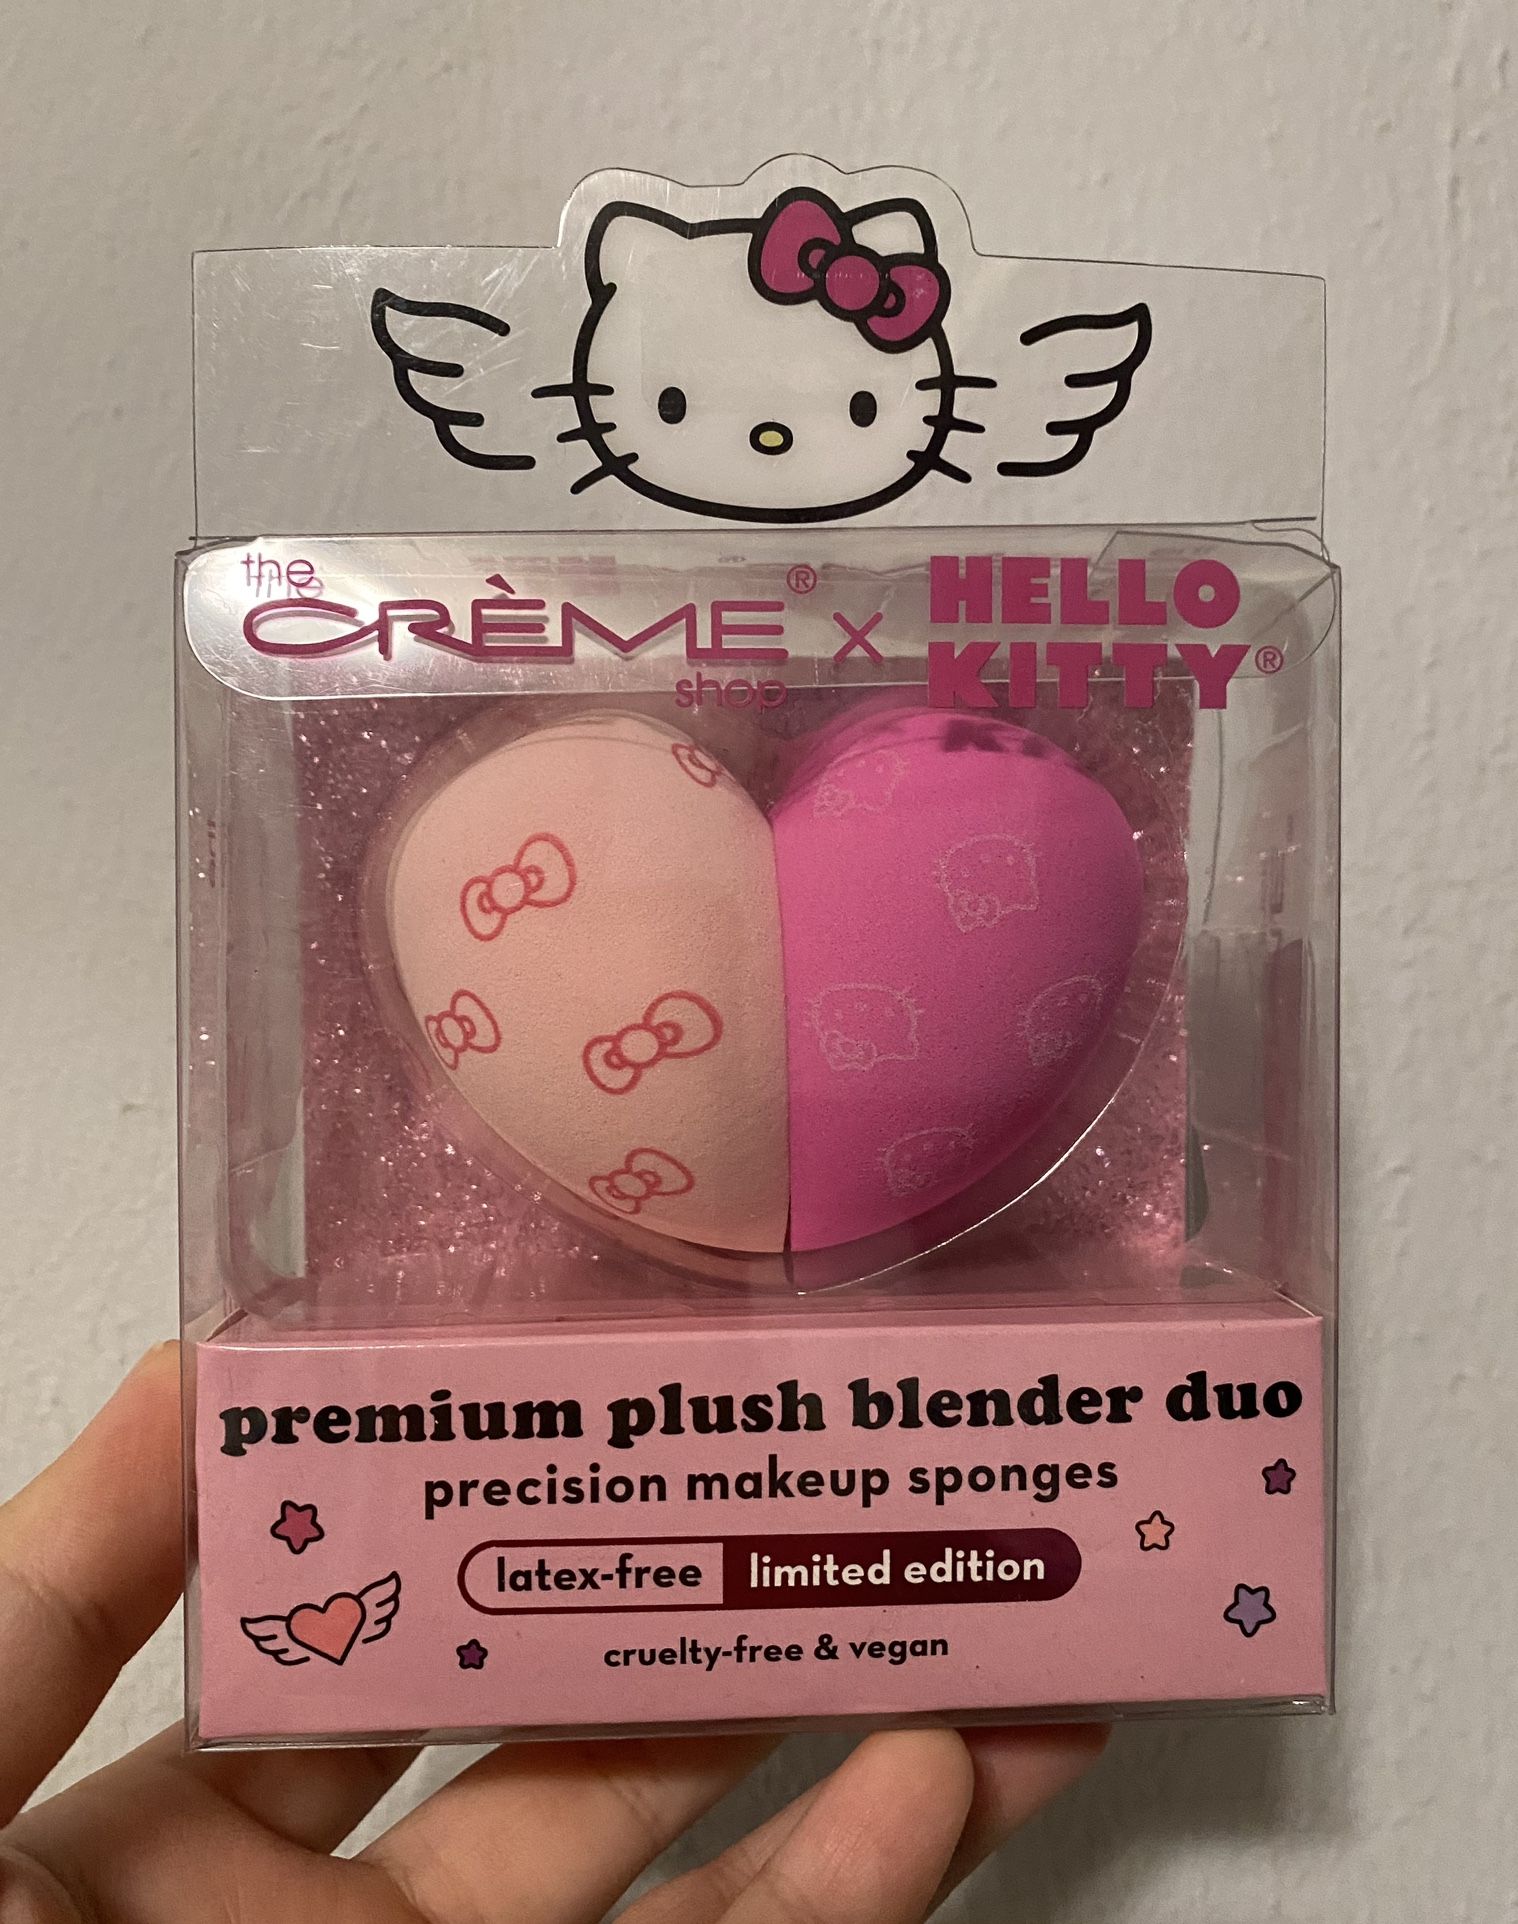 the
CRÈME®
shop
x
HELLO
KITTY®
premium plush blender duo
precision makeup sponges
latex-free limited edition
cruelty-free & vegan